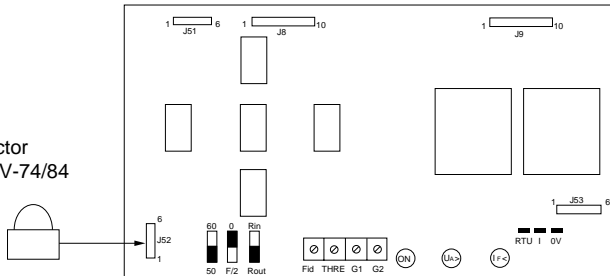 1 J51 6
1 J8 10
1 J9 10
ctor
V-74/84
6
J52
1
60 0 Rin
50 F/2 Rout
Fid THRE G1 G2
ON
UA>
IF<
1 J53 6
RTU I 0V